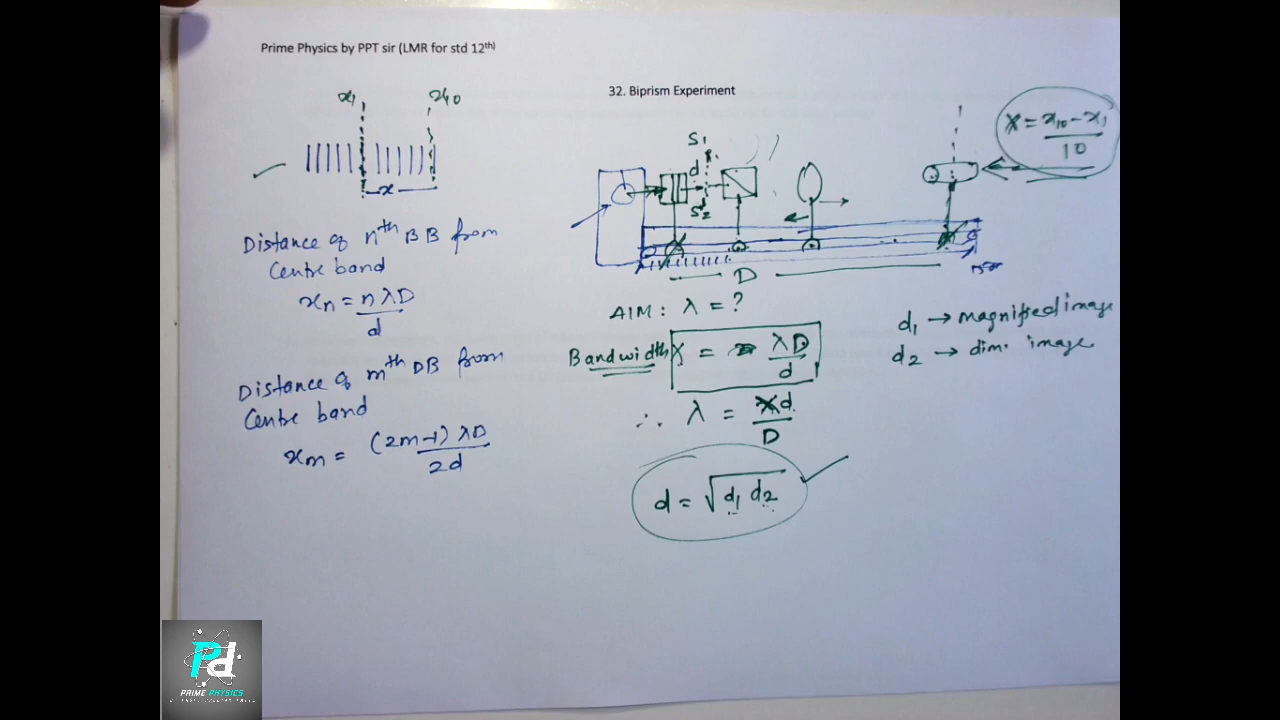 Prime Physics by PPT sir (LMR for std 12th)
32. Biprism Experiment
x1
x10
x
Distance of nth BB from
Centre band
xn = nλD
d
Distance of mth DB from
Centre band
xm = (2m-1) λD
2d
S1
d
S2
D
X = x10 - x1
10
AIM : λ = ?
Bandwidth X = λD
d
∴ λ = Xd
D
d = √d1 d2
d1 → magnified image
d2 → dim. image
Pd
PRIME PHYSICS